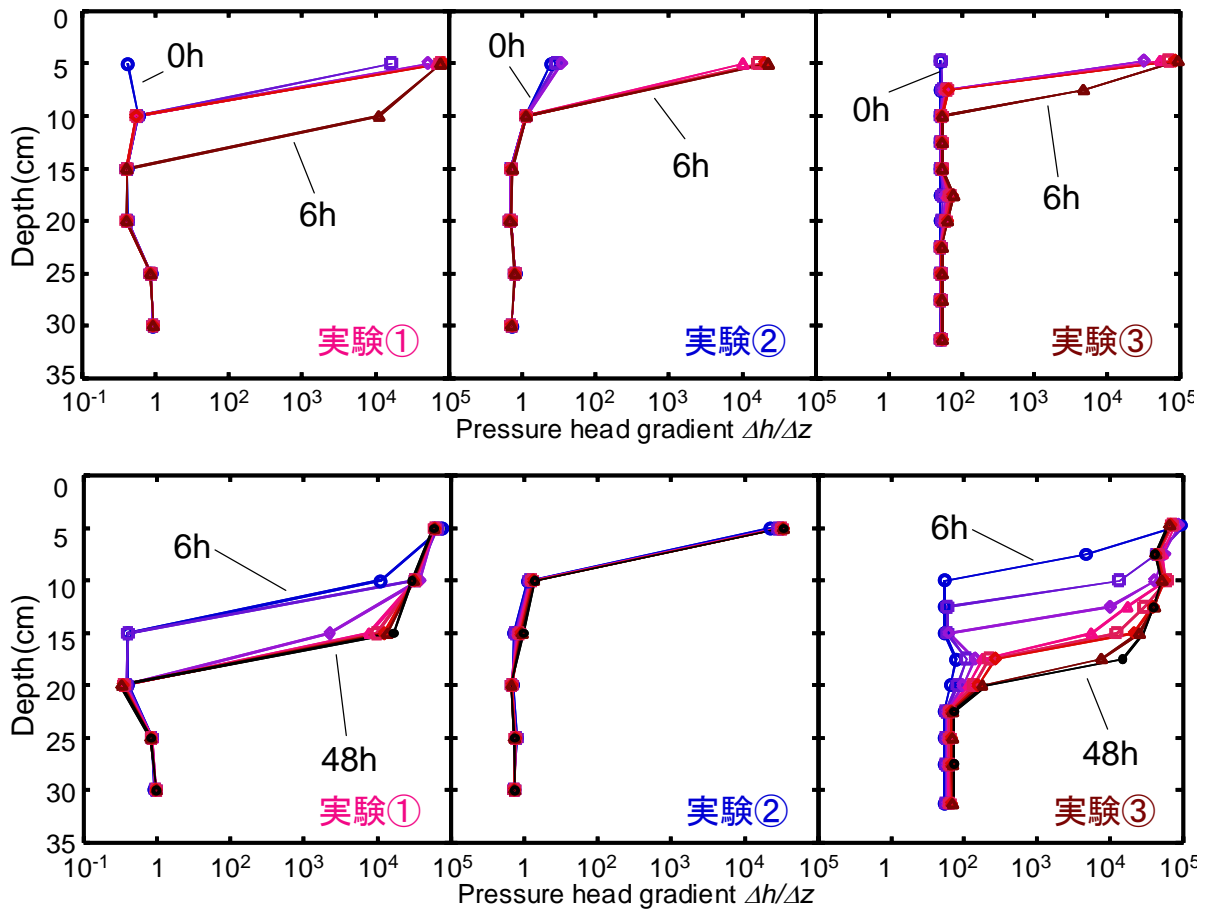 0
5
10
15
20
25
30
35
Depth(cm)
0h
6h
実験①
0h
6h
実験②
0h
6h
実験③
10-1 1 102 103 104 105 1 102 103 104 105 1 102 103 104 105
Pressure head gradient Δh/Δz
0
5
10
15
20
25
30
35
Depth(cm)
6h
48h
実験①
実験②
6h
48h
実験③
10-1 1 102 103 104 105 1 102 103 104 105 1 102 103 104 105
Pressure head gradient Δh/Δz